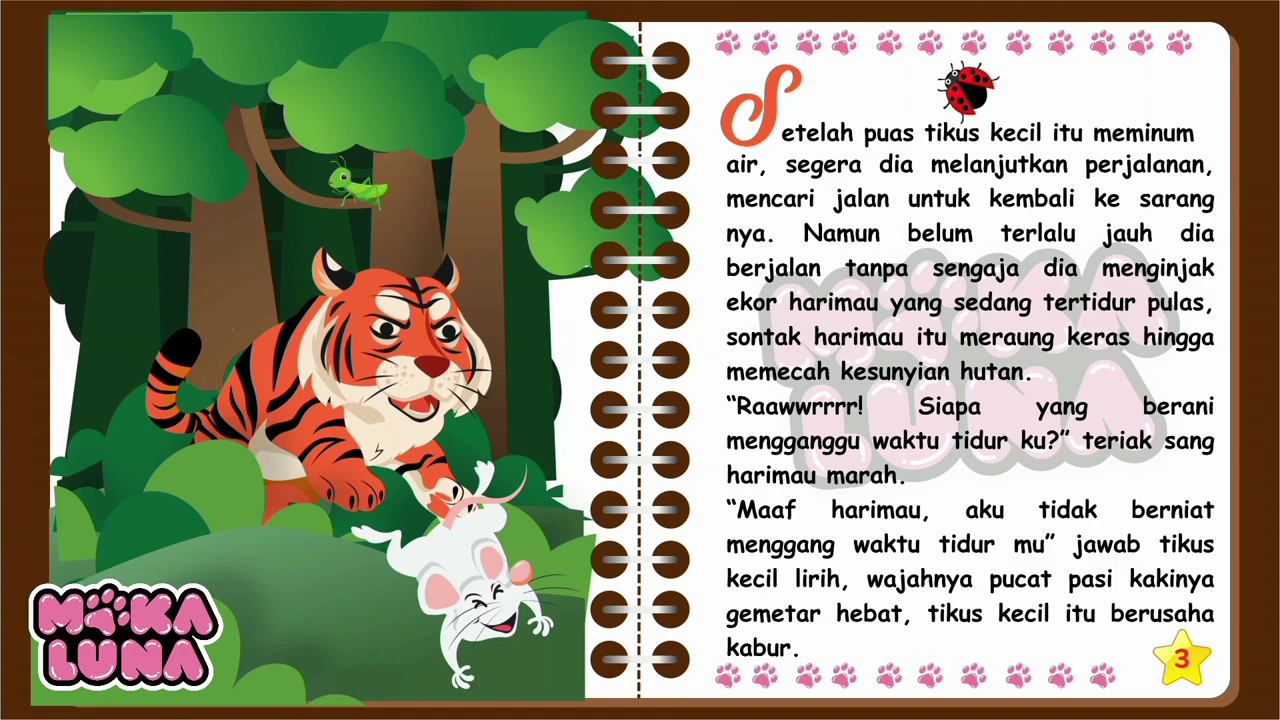 Setelah puas tikus kecil itu meminum
air, segera dia melanjutkan perjalanan,
mencari jalan untuk kembali ke sarang
nya. Namun belum terlalu jauh dia
berjalan tanpa sengaja dia menginjak
ekor harimau yang sedang tertidur pulas,
sontak harimau itu meraung keras hingga
memecah kesunyian hutan.
“Raawwrrrr! Siapa yang berani
mengganggu waktu tidur ku?” teriak sang
harimau marah.
“Maaf harimau, aku tidak berniat
menggang waktu tidur mu” jawab tikus
kecil lirih, wajahnya pucat pasi kakinya
gemetar hebat, tikus kecil itu berusaha
kabur.
3
MOKA
LUNA
MOKA
LUNA